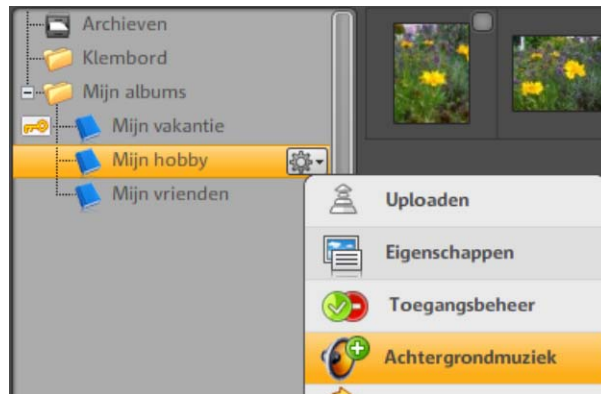 Archieven
Klembord
Mijn albums
Mijn vakantie
Mijn hobby
Mijn vrienden
Uploaden
Eigenschappen
Toegangsbeheer
Achtergrondmuziek